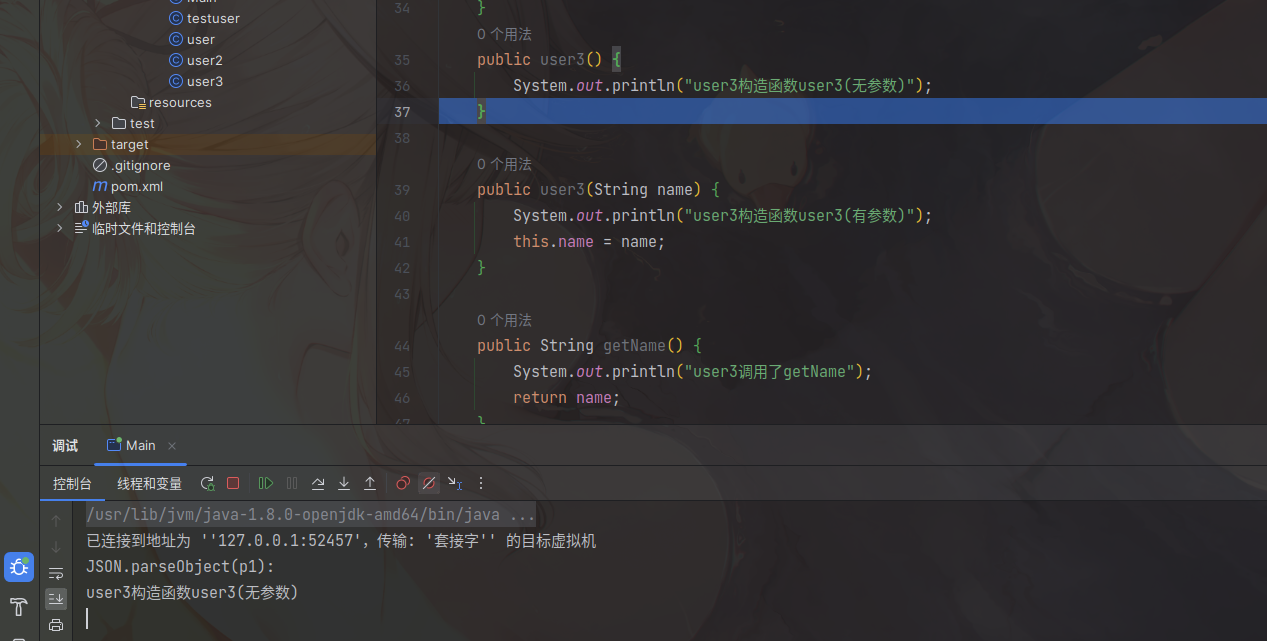 Main
testuser
user
user2
user3
resources
test
target
.gitignore
pom.xml
外部库
临时文件和控制台
34 }
0 个用法
35 public user3() {
36 System.out.println("user3构造函数user3(无参数)");
37 }
38
0 个用法
39 public user3(String name) {
40 System.out.println("user3构造函数user3(有参数)");
41 this.name = name;
42 }
43
0 个用法
44 public String getName() {
45 System.out.println("user3调用了getName");
46 return name;
47 }
调试 Main
控制台 线程和变量
/usr/lib/jvm/java-1.8.0-openjdk-amd64/bin/java ...
已连接到地址为 ''127.0.0.1:52457'，传输: '套接字'' 的目标虚拟机
JSON.parseObject(p1):
user3构造函数user3(无参数)